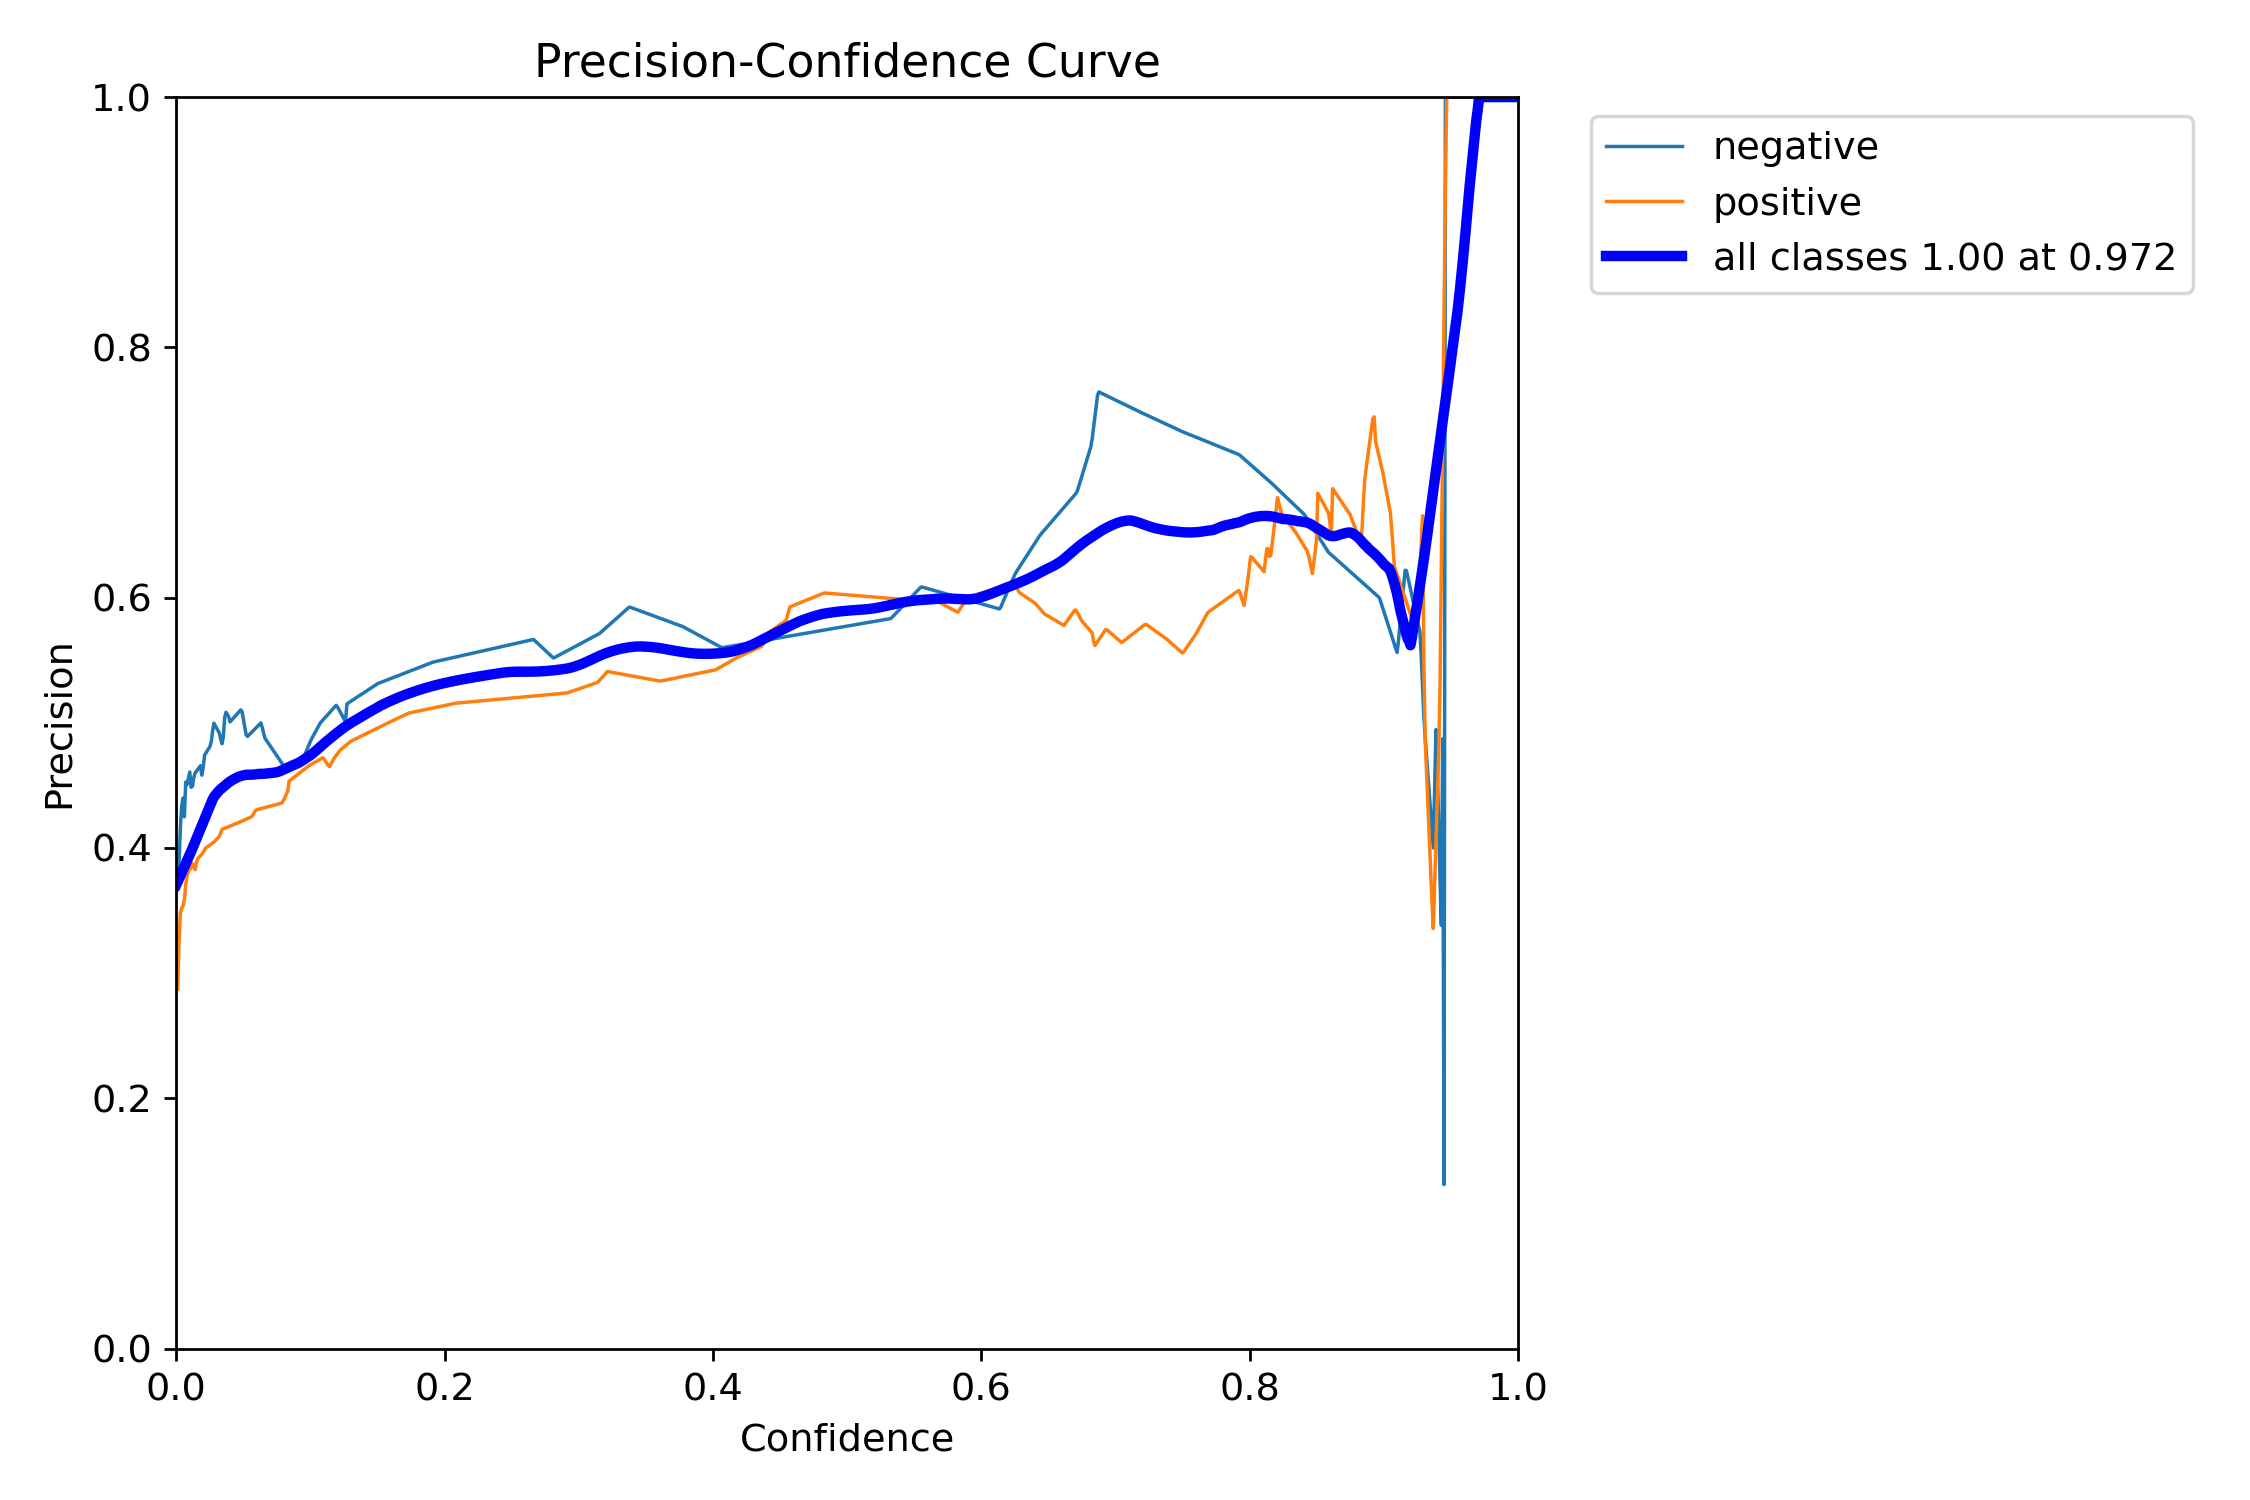 Precision-Confidence Curve
1.0
0.8
0.6
0.4
0.2
0.0
Precision
0.0 0.2 0.4 0.6 0.8 1.0
Confidence
negative
positive
all classes 1.00 at 0.972